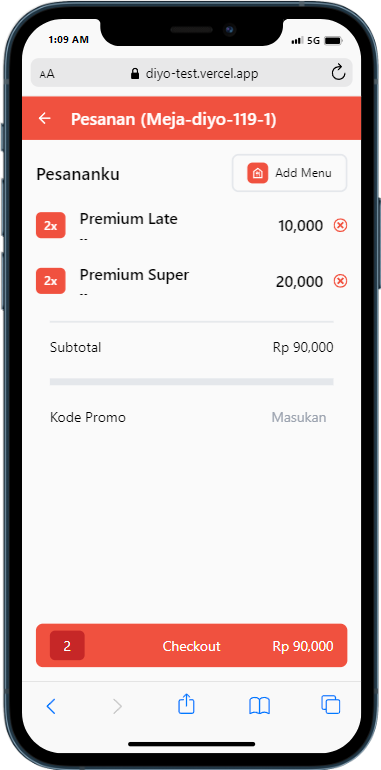 1:09 AM 5G
AA diyo-test.vercel.app
Pesanan (Meja-diyo-119-1)
Pesananku Add Menu
2x Premium Late 10,000
--
2x Premium Super 20,000
--
Subtotal Rp 90,000
Kode Promo Masukan
2 Checkout Rp 90,000